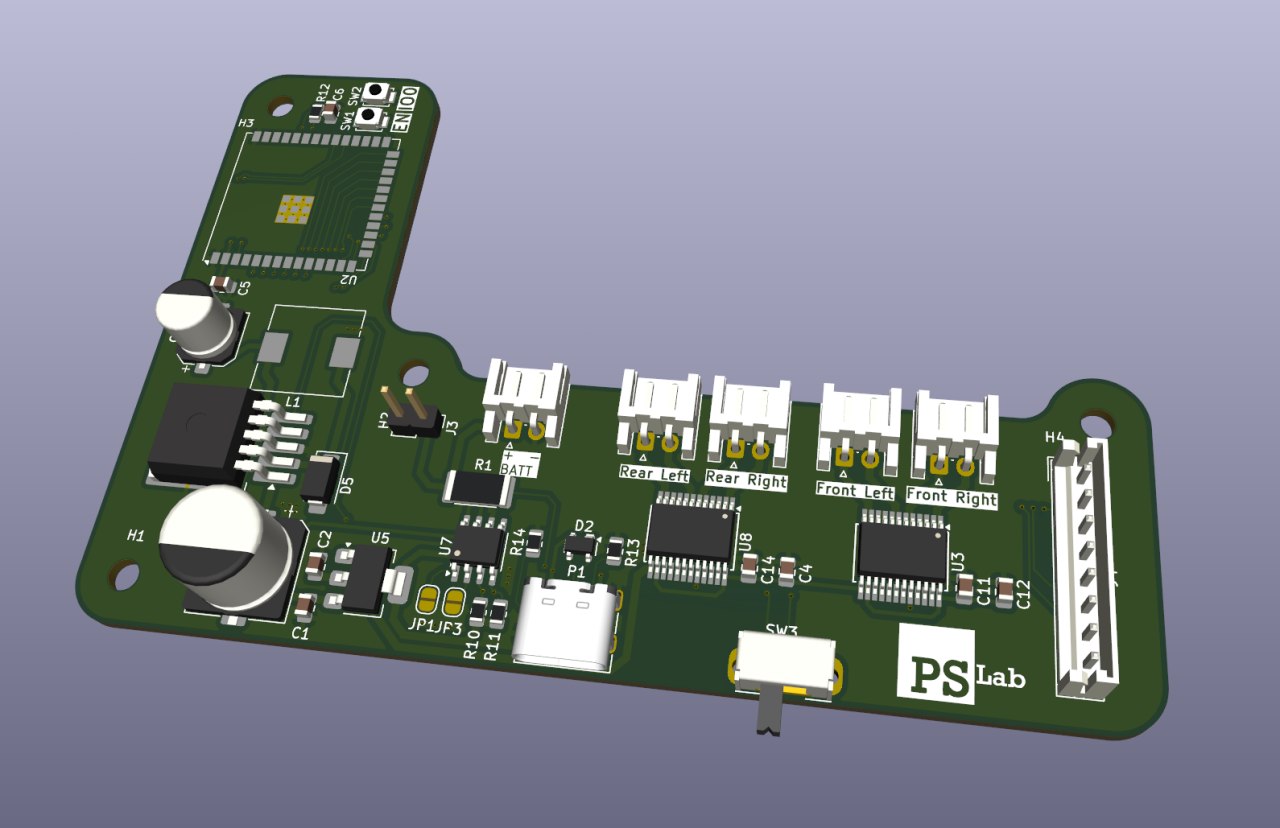 R12
C6
SW2
SW1
EN
IO0
H3
U2
C5
+
L1
J3
+ -
BATT
Rear Left
Rear Right
Front Left
Front Right
H4
R1
D5
+
H1
C2
U5
U7
R14
D2
R13
P1
U8
C14
C4
U3
C11
C12
C1
JP1
R10
R11
SW3
PS Lab